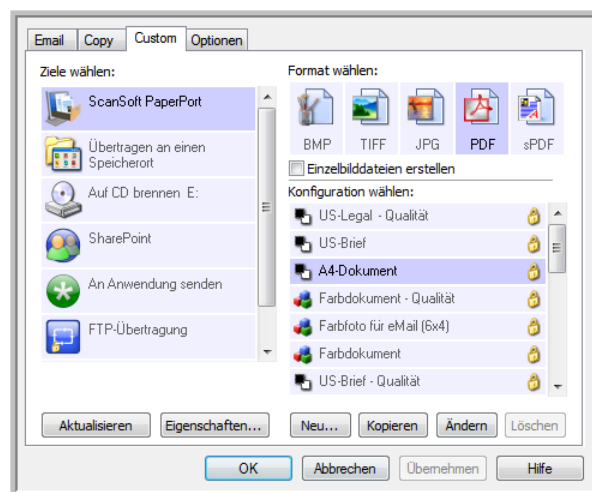 Email Copy Custom Optionen
Ziele wählen:
ScanSoft PaperPort
Übertragen an einen
Speicherort
Auf CD brennen E:
SharePoint
An Anwendung senden
FTP-Übertragung
Aktualisieren Eigenschaften...
Format wählen:
BMP TIFF JPG PDF sPDF
Einzelbilddateien erstellen
Konfiguration wählen:
US-Legal - Qualität
US-Brief
A4-Dokument
Farbdokument - Qualität
Farbfoto für eMail (6x4)
Farbdokument
US-Brief - Qualität
Neu... Kopieren Ändern Löschen
OK Abbrechen Übernehmen Hilfe